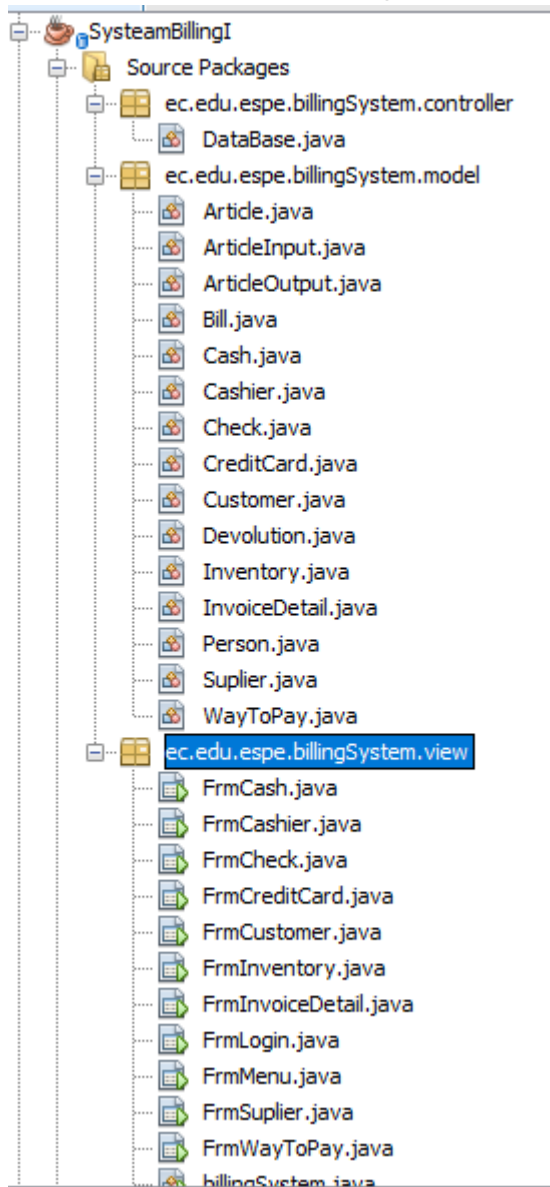 SysteamBillingI
Source Packages
ec.edu.espe.billingSystem.controller
DataBase.java
ec.edu.espe.billingSystem.model
Article.java
ArticleInput.java
ArticleOutput.java
Bill.java
Cash.java
Cashier.java
Check.java
CreditCard.java
Customer.java
Devolution.java
Inventory.java
InvoiceDetail.java
Person.java
Suplier.java
WayToPay.java
ec.edu.espe.billingSystem.view
FrmCash.java
FrmCashier.java
FrmCheck.java
FrmCreditCard.java
FrmCustomer.java
FrmInventory.java
FrmInvoiceDetail.java
FrmLogin.java
FrmMenu.java
FrmSuplier.java
FrmWayToPay.java
billingSystem.java